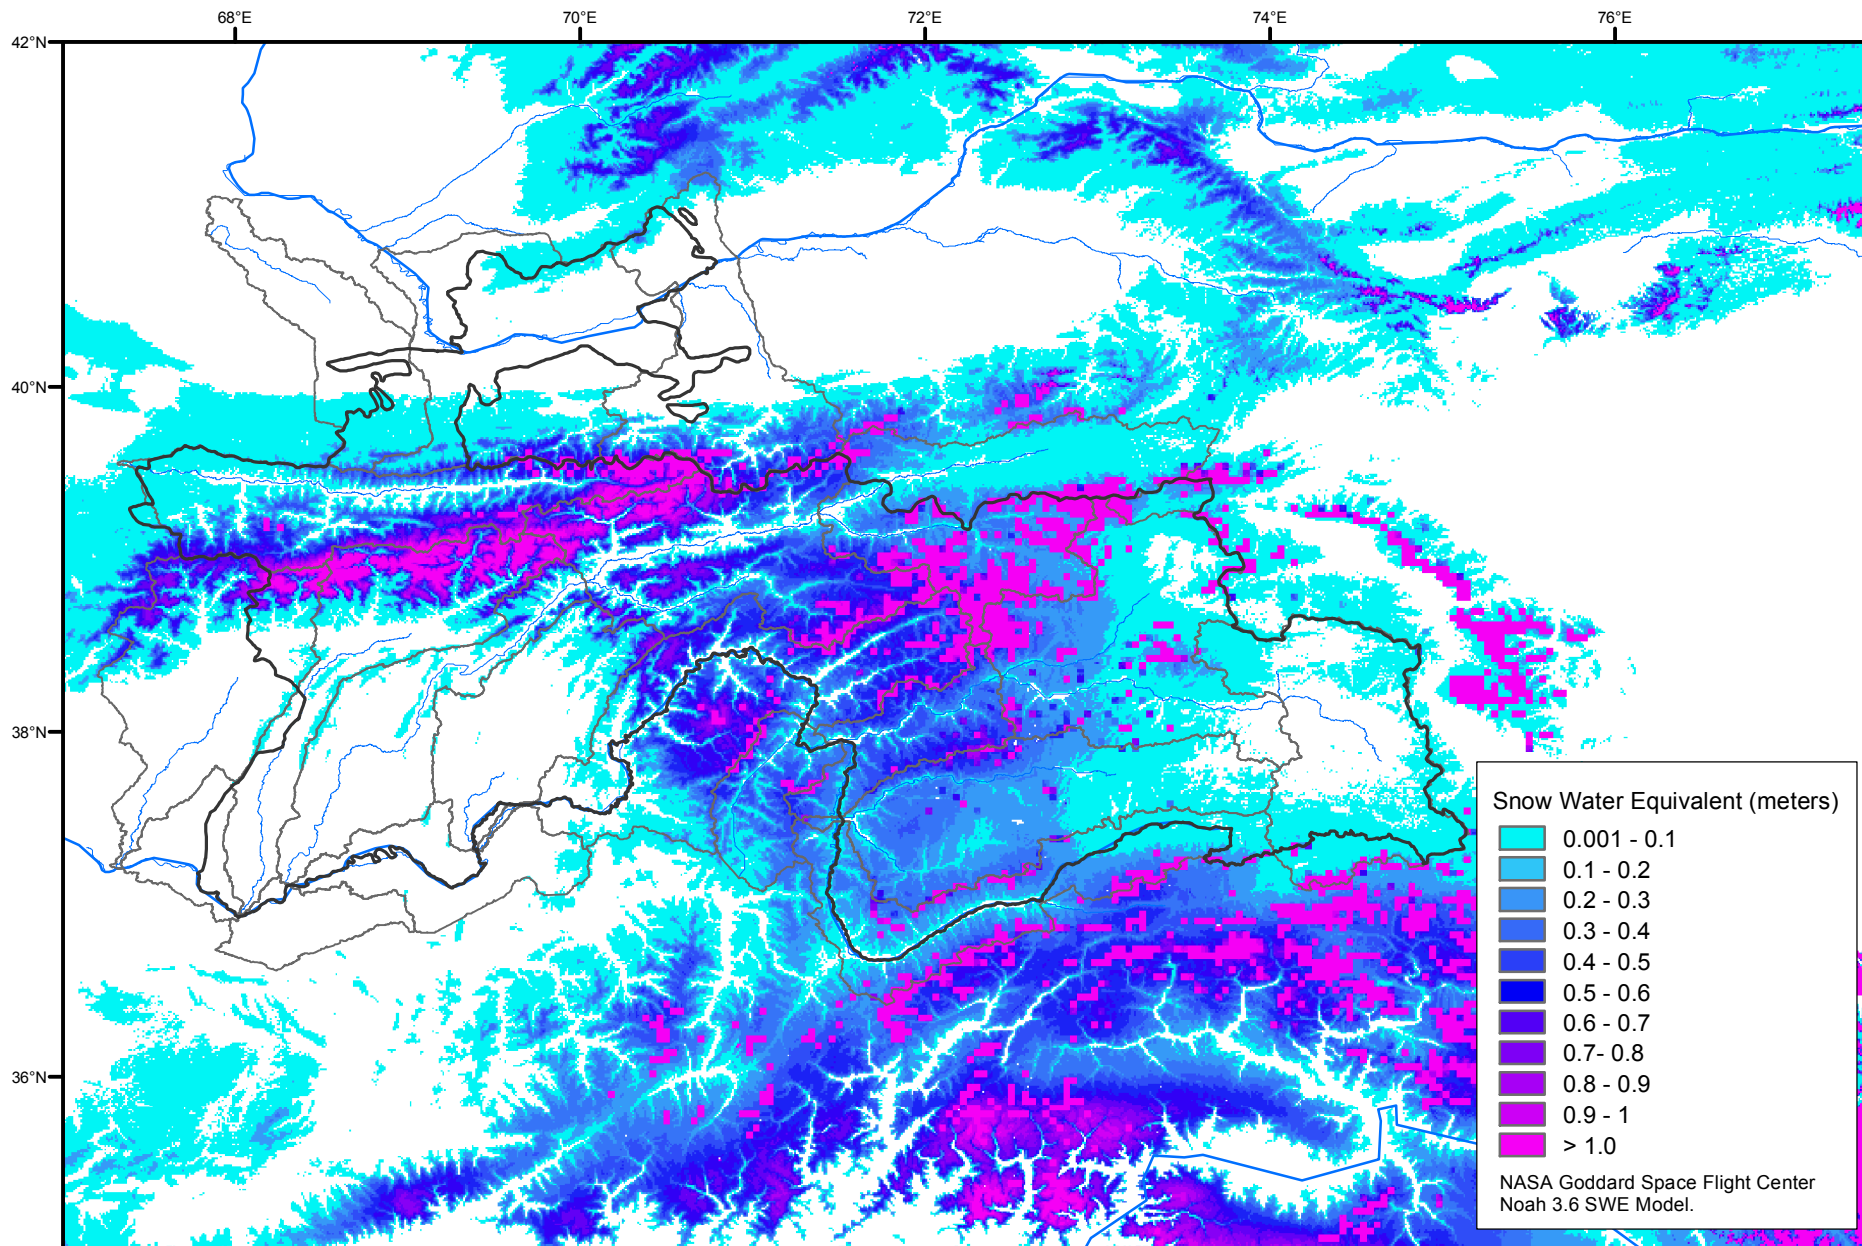 68°E 70°E 72°E 74°E 76°E
42°N
40°N
38°N
36°N
Snow Water Equivalent (meters)
0.001 - 0.1
0.1 - 0.2
0.2 - 0.3
0.3 - 0.4
0.4 - 0.5
0.5 - 0.6
0.6 - 0.7
0.7- 0.8
0.8 - 0.9
0.9 - 1
> 1.0
NASA Goddard Space Flight Center
Noah 3.6 SWE Model.